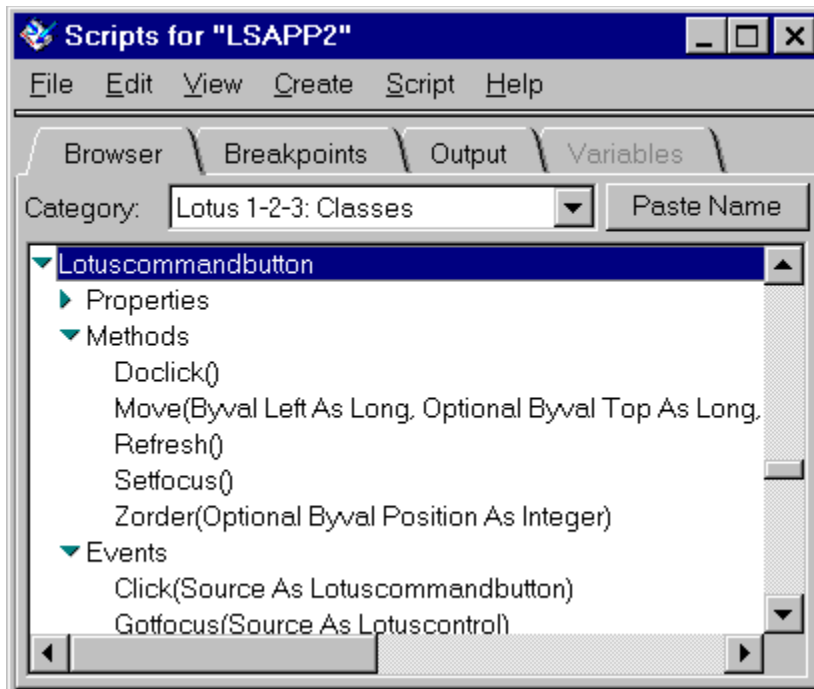 Scripts for "LSAPP2"
File Edit View Create Script Help
Browser Breakpoints Output Variables
Category: Lotus 1-2-3: Classes Paste Name
Lotuscommandbutton
Properties
Methods
Doclick()
Move(Byval Left As Long, Optional Byval Top As Long,
Refresh()
Setfocus()
Zorder(Optional Byval Position As Integer)
Events
Click(Source As Lotuscommandbutton)
Gotfocus(Source As Lotuscontrol)